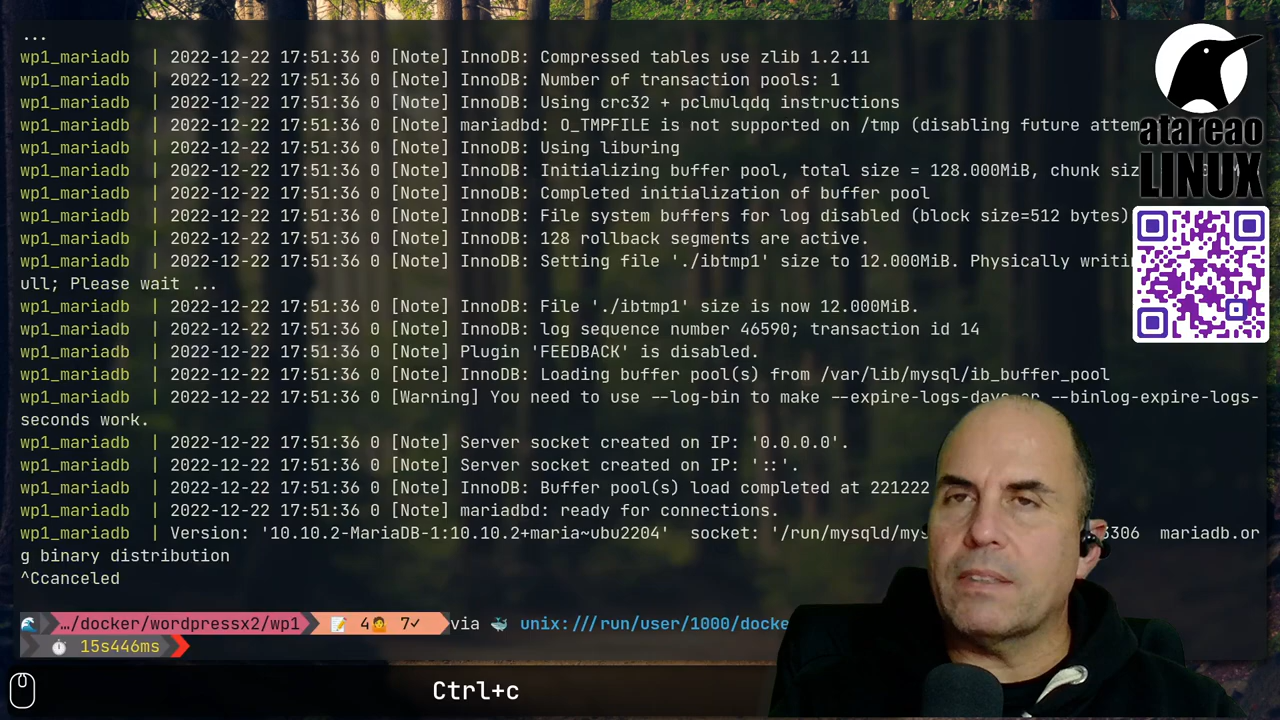 ...
wp1_mariadb | 2022-12-22 17:51:36 0 [Note] InnoDB: Compressed tables use zlib 1.2.11
wp1_mariadb | 2022-12-22 17:51:36 0 [Note] InnoDB: Number of transaction pools: 1
wp1_mariadb | 2022-12-22 17:51:36 0 [Note] InnoDB: Using crc32 + pclmulqdq instructions
wp1_mariadb | 2022-12-22 17:51:36 0 [Note] mariadbd: O_TMPFILE is not supported on /tmp (disabling future
wp1_mariadb | 2022-12-22 17:51:36 0 [Note] InnoDB: Using liburing
wp1_mariadb | 2022-12-22 17:51:36 0 [Note] InnoDB: Initializing buffer pool, total size = 128.000MiB, chunk
wp1_mariadb | 2022-12-22 17:51:36 0 [Note] InnoDB: Completed initialization of buffer pool
wp1_mariadb | 2022-12-22 17:51:36 0 [Note] InnoDB: File system buffers for log disabled (block size=512 bytes)
wp1_mariadb | 2022-12-22 17:51:36 0 [Note] InnoDB: 128 rollback segments are active.
wp1_mariadb | 2022-12-22 17:51:36 0 [Note] InnoDB: Setting file './ibtmp1' size to 12.000MiB. Physically
ull; Please wait ...
wp1_mariadb | 2022-12-22 17:51:36 0 [Note] InnoDB: File './ibtmp1' size is now 12.000MiB.
wp1_mariadb | 2022-12-22 17:51:36 0 [Note] InnoDB: log sequence number 46590; transaction id 14
wp1_mariadb | 2022-12-22 17:51:36 0 [Note] Plugin 'FEEDBACK' is disabled.
wp1_mariadb | 2022-12-22 17:51:36 0 [Note] InnoDB: Loading buffer pool(s) from /var/lib/mysql/ib_buffer_pool
wp1_mariadb | 2022-12-22 17:51:36 0 [Warning] You need to use --log-bin to make --expire-logs-days or --binlog-expire-logs-
seconds work.
wp1_mariadb | 2022-12-22 17:51:36 0 [Note] Server socket created on IP: '0.0.0.0'.
wp1_mariadb | 2022-12-22 17:51:36 0 [Note] Server socket created on IP: '::'.
wp1_mariadb | 2022-12-22 17:51:36 0 [Note] InnoDB: Buffer pool(s) load completed at 221222
wp1_mariadb | 2022-12-22 17:51:36 0 [Note] mariadbd: ready for connections.
wp1_mariadb | Version: '10.10.2-MariaDB-1:10.10.2+maria~ubu2204' socket: '/run/mysqld/mys 3306 mariadb.or
g binary distribution
^Ccanceled
…/docker/wordpressx2/wp1 4 7✓ via unix:///run/user/1000/docke
15s446ms
Ctrl+c
atareao
LINUX